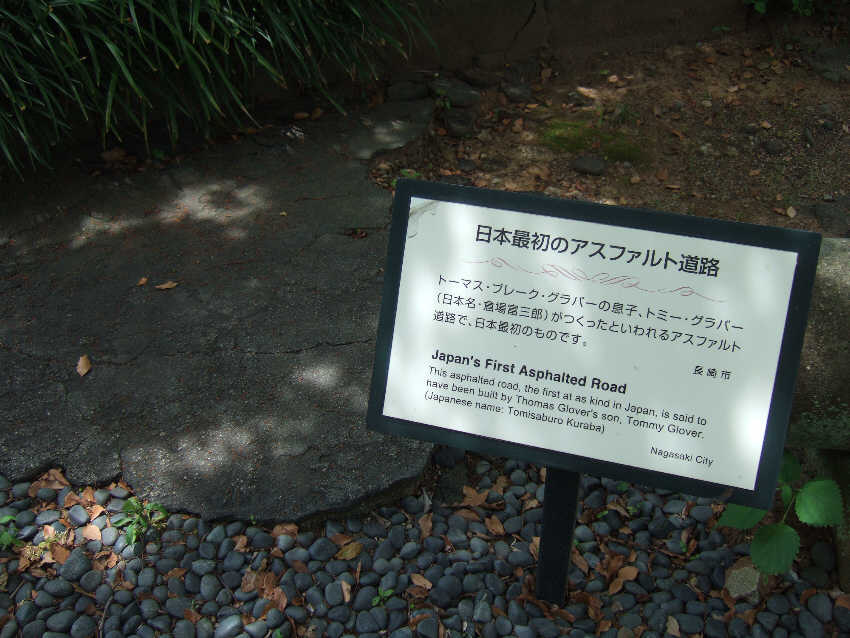 日本最初のアスファルト道路
トーマス・ブレーク・グラバーの息子、トミー・グラバー
（日本名・倉場富三郎）がつくったといわれるアスファルト
道路で、日本最初のものです。
長崎市
Japan's First Asphalted Road
This asphalted road, the first at as kind in Japan, is said to
have been built by Thomas Glover's son, Tommy Glover.
(Japanese name: Tomisaburo Kuraba)
Nagasaki City